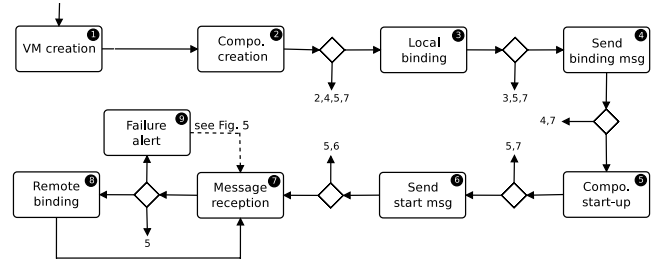 1
VM creation
2
Compo.
creation
2,4,5,7
3
Local
binding
3,5,7
4
Send
binding msg
4,7
9
Failure
alert
see Fig. 5
8
Remote
binding
5
7
Message
reception
5,6
6
Send
start msg
5,7
5
Compo.
start-up